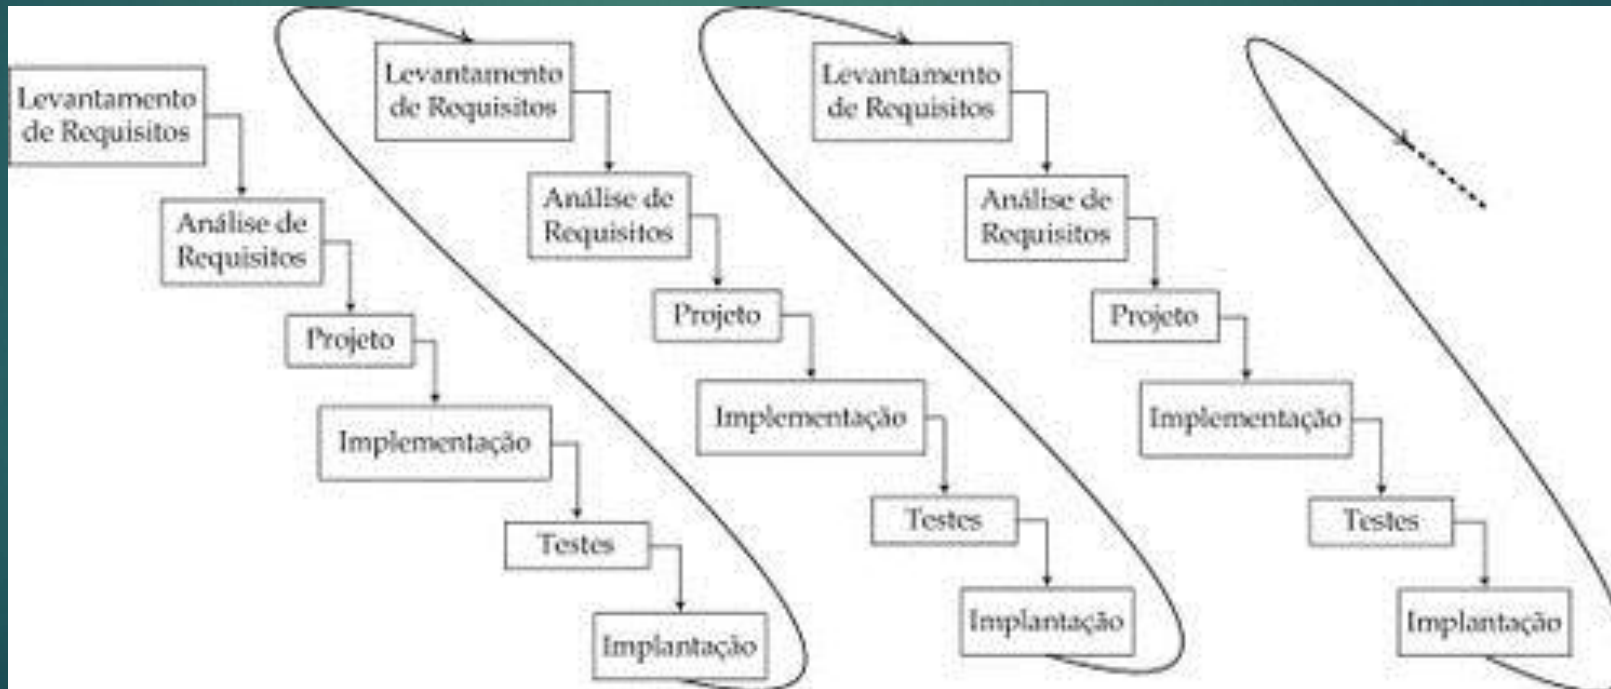 Levantamento
de Requisitos
Análise de
Requisitos
Projeto
Implementação
Testes
Implantação
Levantamento
de Requisitos
Análise de
Requisitos
Projeto
Implementação
Testes
Implantação
Levantamento
de Requisitos
Análise de
Requisitos
Projeto
Implementação
Testes
Implantação